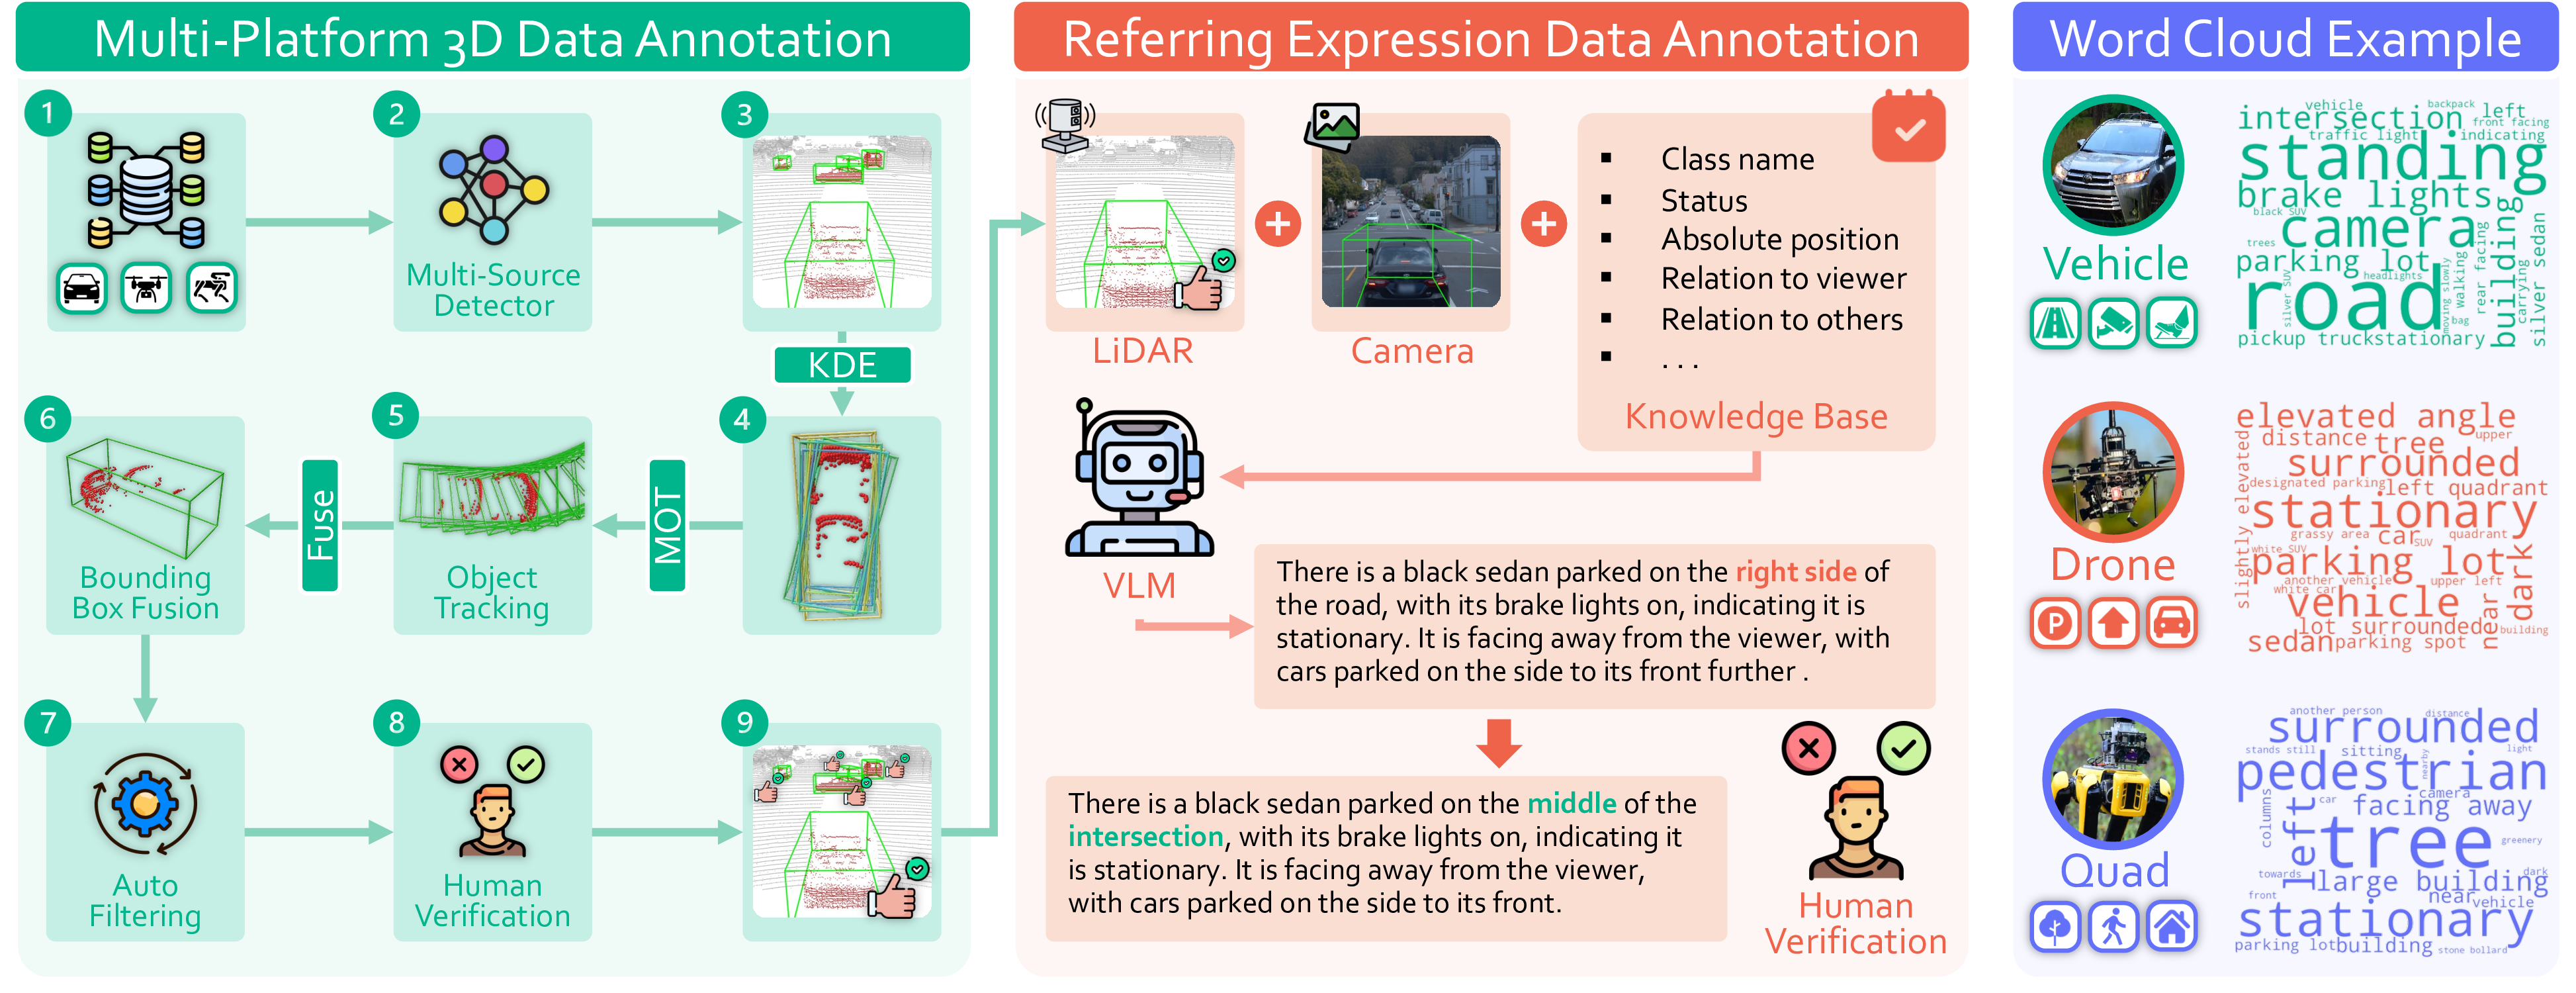 Multi-Platform 3D Data Annotation
1
2
Multi-Source
Detector
3
KDE
4
MOT
5
Object
Tracking
Fuse
6
Bounding
Box Fusion
7
Auto
Filtering
8
Human
Verification
9
Referring Expression Data Annotation
LiDAR
+
Camera
+
▪ Class name
▪ Status
▪ Absolute position
▪ Relation to viewer
▪ Relation to others
▪ . . .
Knowledge Base
VLM
There is a black sedan parked on the right side of
the road, with its brake lights on, indicating it is
stationary. It is facing away from the viewer, with
cars parked on the side to its front further .
There is a black sedan parked on the middle of the
intersection, with its brake lights on, indicating it
is stationary. It is facing away from the viewer,
with cars parked on the side to its front.
Human
Verification
Word Cloud Example
Vehicle
vehicle
backpack
left
intersection
front facing
traffic light
indicating
standing
brake lights
black SUV
camera
trees
parking lot
headlights
road
silver SUV
moving slowly
walking
bag
rear facing
building
carrying
silver sedan
pickup truck
stationary
Drone
P
elevated angle
distance
tree
upper
surrounded
slightly elevated
designated parking
left quadrant
stationary
grassy area
car
SUV
quadrant
white SUV
parking lot
another vehicle
upper left
white car
vehicle
near
dark
lot surrounded
building
sedan
parking spot
Quad
another person
distance
surrounded
stands still
sitting
nearby
light
pedestrian
camera
columns
left
car
facing away
tree
greenery
towards
large building
dark
front
near
vehicle
stationary
parking lot
building
stone bollard